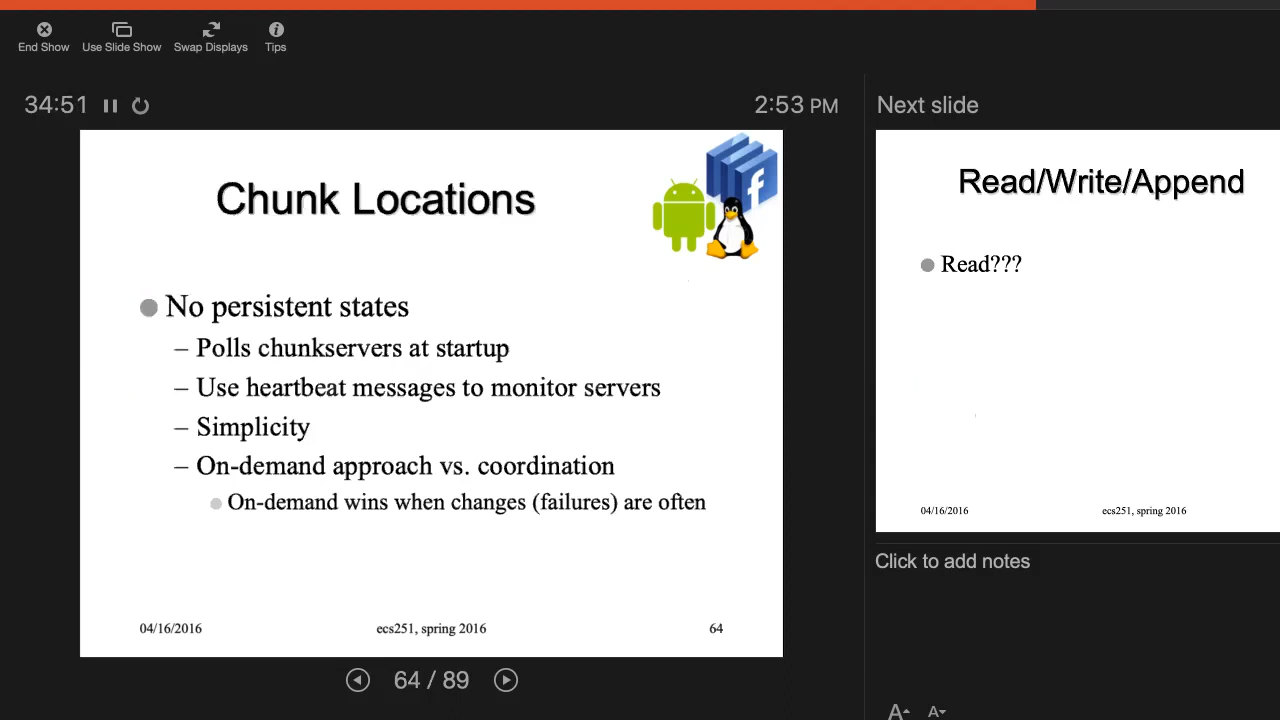 End Show
Use Slide Show
Swap Displays
Tips
34:51
2:53 PM
Next slide
Chunk Locations
No persistent states
– Polls chunkservers at startup
– Use heartbeat messages to monitor servers
– Simplicity
– On-demand approach vs. coordination
On-demand wins when changes (failures) are often
04/16/2016
ecs251, spring 2016
64
64 / 89
Read/Write/Append
Read???
04/16/2016
ecs251, spring 2016
Click to add notes
A
A